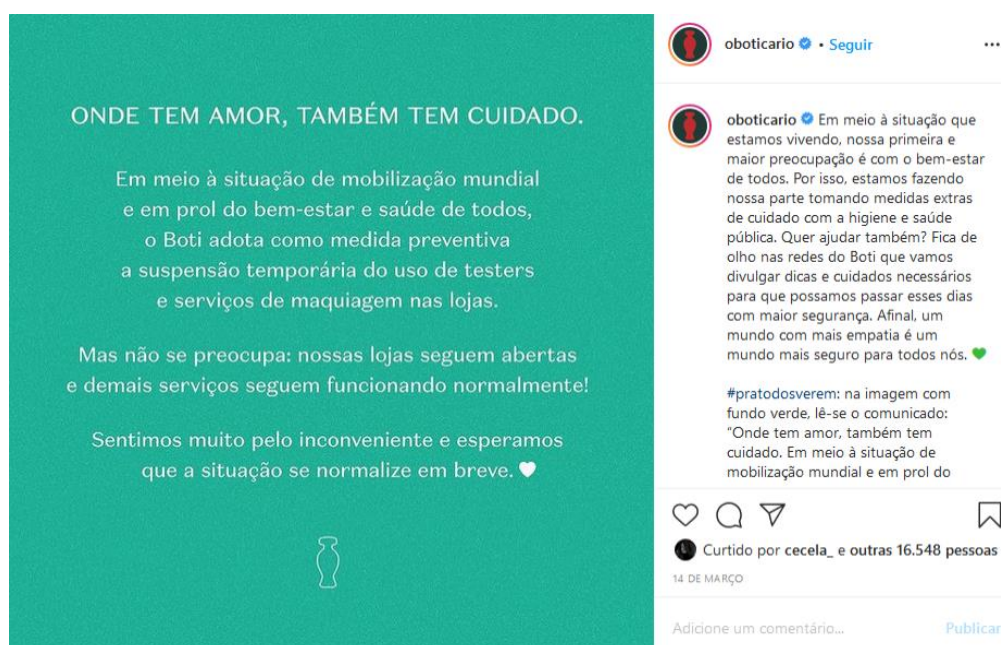 ONDE TEM AMOR, TAMBÉM TEM CUIDADO.
Em meio à situação de mobilização mundial
e em prol do bem-estar e saúde de todos,
o Boti adota como medida preventiva
a suspensão temporária do uso de testers
e serviços de maquiagem nas lojas.
Mas não se preocupa: nossas lojas seguem abertas
e demais serviços seguem funcionando normalmente!
Sentimos muito pelo inconveniente e esperamos
que a situação se normalize em breve.
oboticario • Seguir
oboticario Em meio à situação que
estamos vivendo, nossa primeira e
maior preocupação é com o bem-estar
de todos. Por isso, estamos fazendo
nossa parte tomando medidas extras
de cuidado com a higiene e saúde
pública. Quer ajudar também? Fica de
olho nas redes do Boti que vamos
divulgar dicas e cuidados necessários
para que possamos passar esses dias
com maior segurança. Afinal, um
mundo com mais empatia é um
mundo mais seguro para todos nós.
#pratodosverem: na imagem com
fundo verde, lê-se o comunicado:
“Onde tem amor, também tem
cuidado. Em meio à situação de
mobilização mundial e em prol do
Curtido por cecela_ e outras 16.548 pessoas
14 DE MARÇO
Adicione um comentário... Publicar